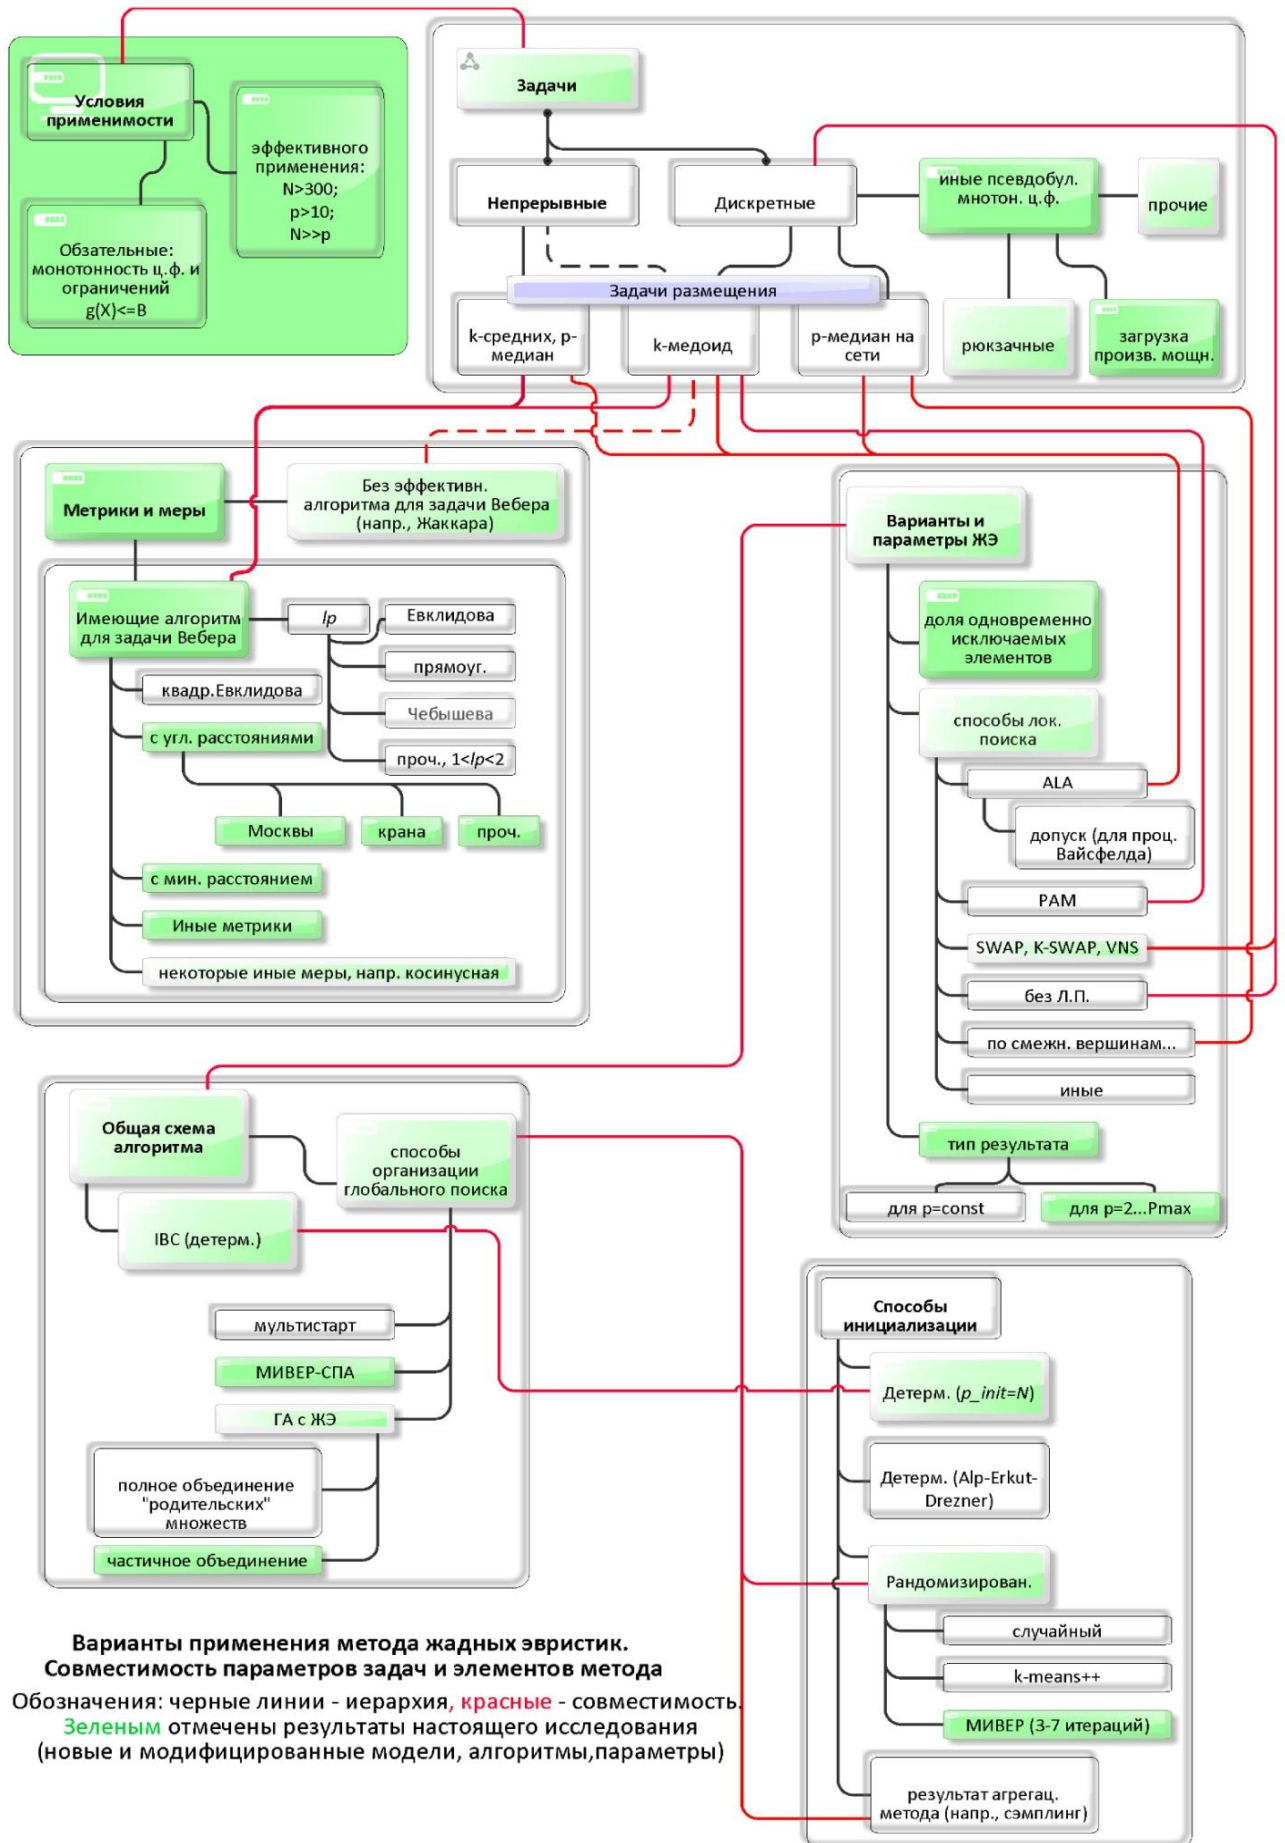 Условия
применимости
эффективного
применения:
N>300;
p>10;
N>>p
Обзательные:
монотонность ц.ф. и
ограничений
g(X)<=B
Задачи
Непрерывные
Дискретные
иные псевдобул.
мнотон. ц.ф.
прочие
Задачи размещения
k-средних, р-
медиан
k-медоид
р-медиан на
сети
рюкзачные
загрузка
произв. мощн.
Метрики и меры
Без эффективн.
алгоритма для задачи Вебера
(напр., Жаккара)
Имеющие алгоритм
для задачи Вебера
lp
Евклидова
прямоуг.
Чебышева
проч., 1<lp<2
квадр.Евклидова
с угл. расстояниями
Москвы
крана
проч.
с мин. расстоянием
Иные метрики
некоторые иные меры, напр. косинусная
Варианты и
параметры ЖЭ
доля одновременно
исключаемых
элементов
способы лок.
поиска
ALA
допуск (для проц.
Вайсфелда)
PAM
SWAP, K-SWAP, VNS
без Л.П.
по смежн. вершинам...
иные
тип результата
для p=const
для p=2...Pmax
Общая схема
алгоритма
способы
организации
глобального поиска
IBC (детерм.)
мультистарт
МИВЕР-СПА
ГА с ЖЭ
полное объединение
"родительских"
множеств
частичное объединение
Способы
инициализации
Детерм. (p_init=N)
Детерм. (Alp-Erkut-
Drezner)
Рандомизирован.
случайный
k-means++
МИВЕР (3-7 итераций)
результат агрегац.
метода (напр., сэмплинг)
Варианты применения метода жадных эвристик.
Совместимость параметров задач и элементов метода
Обозначения: черные линии - иерархия, красные - совместимость.
Зеленым отмечены результаты настоящего исследования
(новые и модифицированные модели, алгоритмы,параметры)